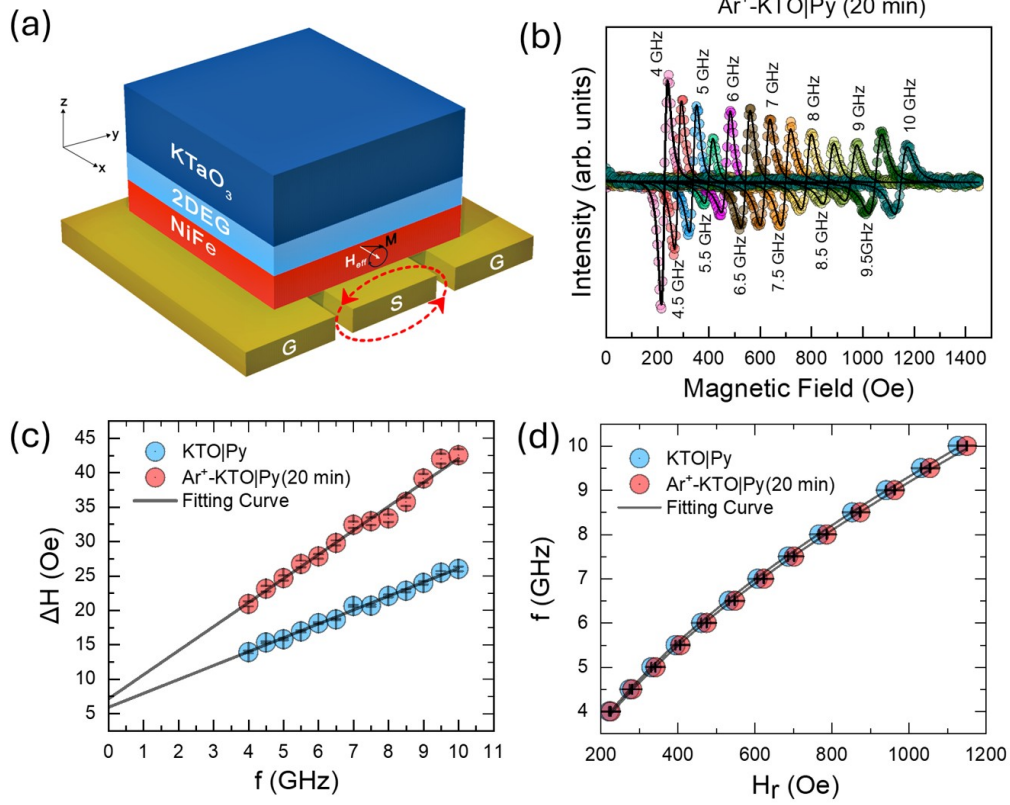 (a)
z
y
x
KTaO3
2DEG
NiFe
M
Heff
G
S
G
(b)
Ar+-KTO|Py (20 min)
4 GHz
5 GHz
6 GHz
7 GHz
8 GHz
9 GHz
10 GHz
4.5 GHz
5.5 GHz
6.5 GHz
7.5 GHz
8.5 GHz
9.5GHz
Intensity (arb. units)
0 200 400 600 800 1000 1200 1400
Magnetic Field (Oe)
(c)
45
40
35
30
25
20
15
10
5
ΔH (Oe)
KTO|Py
Ar+-KTO|Py(20 min)
Fitting Curve
0 1 2 3 4 5 6 7 8 9 10 11
f (GHz)
(d)
10
9
8
7
6
5
4
f (GHz)
KTO|Py
Ar+-KTO|Py(20 min)
Fitting Curve
200 400 600 800 1000 1200
Hr (Oe)